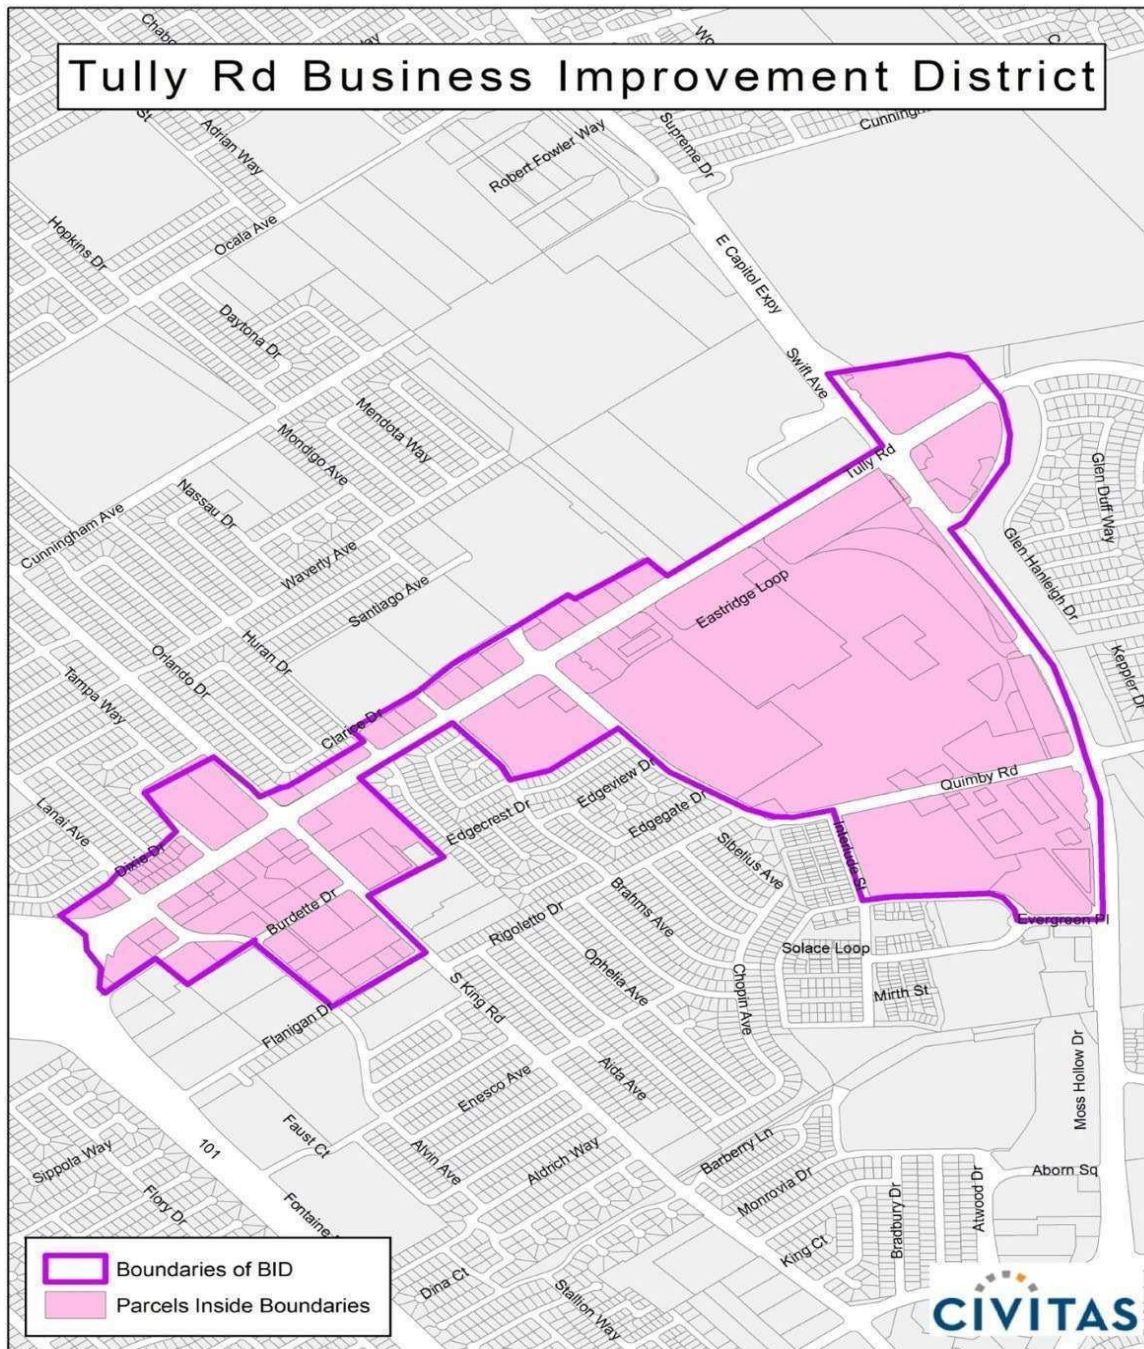 Tully Rd Business Improvement District
Adrian Way
Robert Fowler Way
Supreme Dr
Hopkins Dr
Ocala Ave
E Capitol Expy
Daytona Dr
Swift Ave
Mendota Way
Mondigo Ave
Tully Rd
Nassau Dr
Glen Duff Way
Cunningham Ave
Waverly Ave
Glen Hanleigh Dr
Santiago Ave
Eastridge Loop
Huran Dr
Orlando Dr
Keppler Dr
Tampa Way
Clarice Dr
Quimby Rd
Edgeview Dr
Edgecrest Dr
Edgegate Dr
Lanai Ave
Dixie Dr
Sibelius Ave
Interlude St
Brahms Ave
Burdette Dr
Rigoletto Dr
Evergreen Pl
Solace Loop
Ophelia Ave
Chopin Ave
S King Rd
Mirth St
Flanigan Dr
Moss Hollow Dr
Aida Ave
Enesco Ave
Faust Ct
Alvin Ave
Aldrich Way
Barberry Ln
Sippola Way
101
Monrovia Dr
Aborn Sq
Flory Dr
Fontaine
Bradbury Dr
Atwood Dr
King Ct
Dina Ct
Stallion Way
Boundaries of BID
Parcels Inside Boundaries
CIVITAS